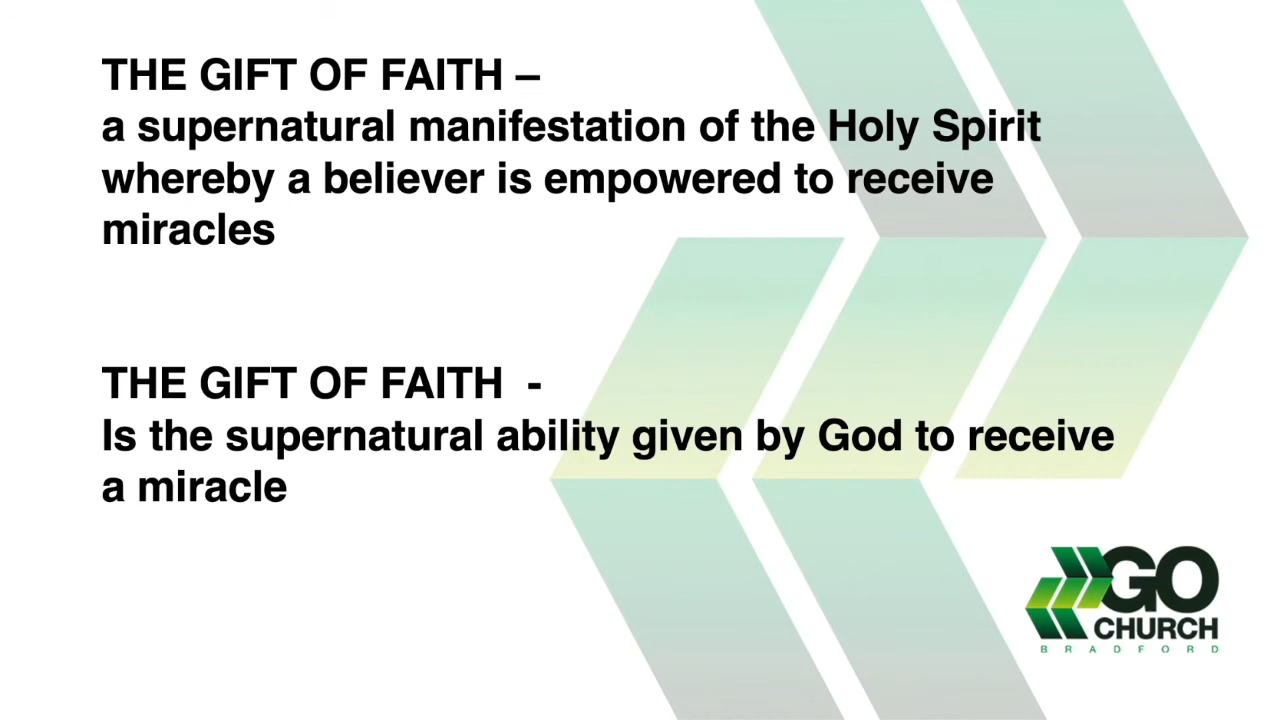 THE GIFT OF FAITH –
a supernatural manifestation of the Holy Spirit
whereby a believer is empowered to receive
miracles
THE GIFT OF FAITH  -
Is the supernatural ability given by God to receive
a miracle
GO
CHURCH
BRADFORD